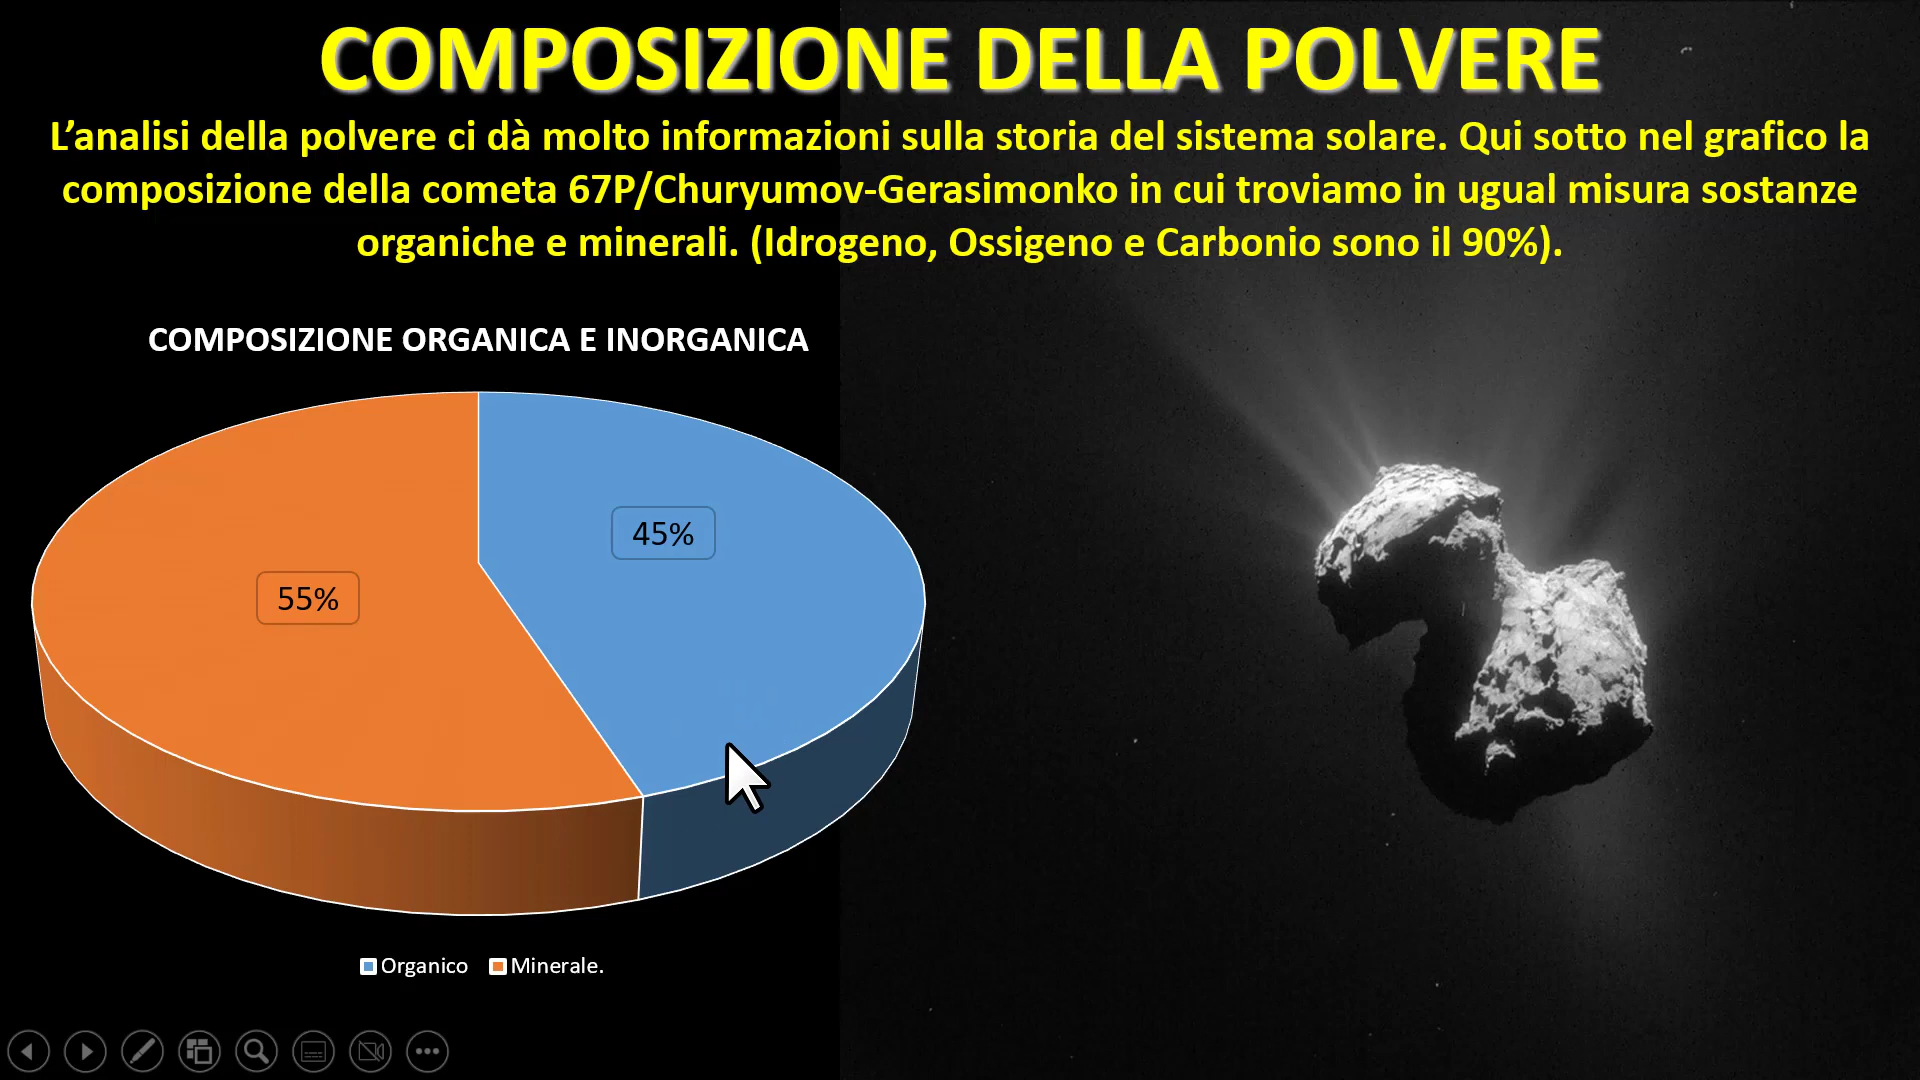 COMPOSIZIONE DELLA POLVERE
L’analisi della polvere ci dà molto informazioni sulla storia del sistema solare. Qui sotto nel grafico la
composizione della cometa 67P/Churyumov-Gerasimonko in cui troviamo in ugual misura sostanze
organiche e minerali. (Idrogeno, Ossigeno e Carbonio sono il 90%).
COMPOSIZIONE ORGANICA E INORGANICA
45%
55%
Organico Minerale.